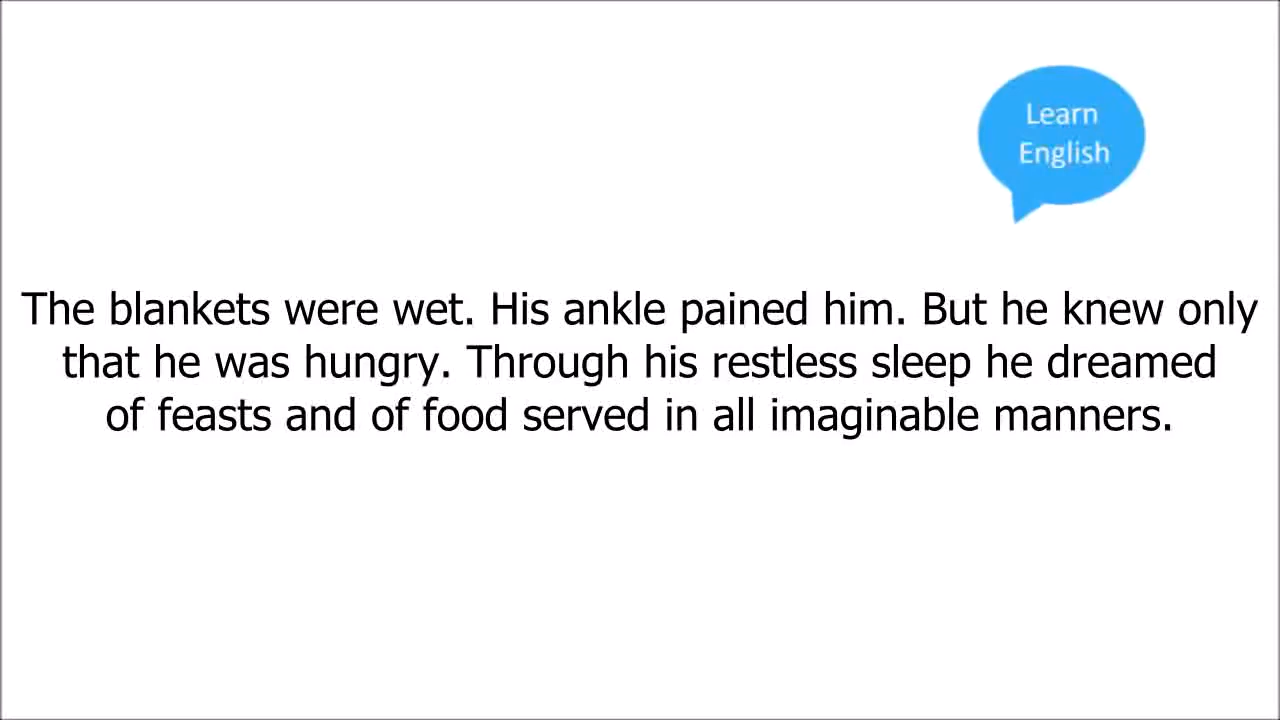 Learn
English
The blankets were wet. His ankle pained him. But he knew only
that he was hungry. Through his restless sleep he dreamed
of feasts and of food served in all imaginable manners.